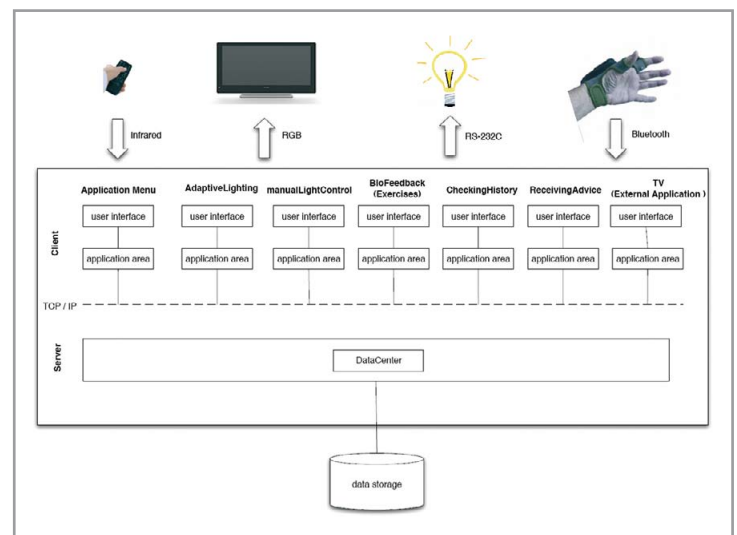 Infrared
RGB
RS-232C
Bluetooth
Application Menu
AdaptiveLighting
manualLightControl
BioFeedback
(Exercises)
CheckingHistory
ReceivingAdvice
TV
(External Application )
Client
user interface
user interface
user interface
user interface
user interface
user interface
user interface
application area
application area
application area
application area
application area
application area
application area
TCP / IP
Server
DataCenter
data storage